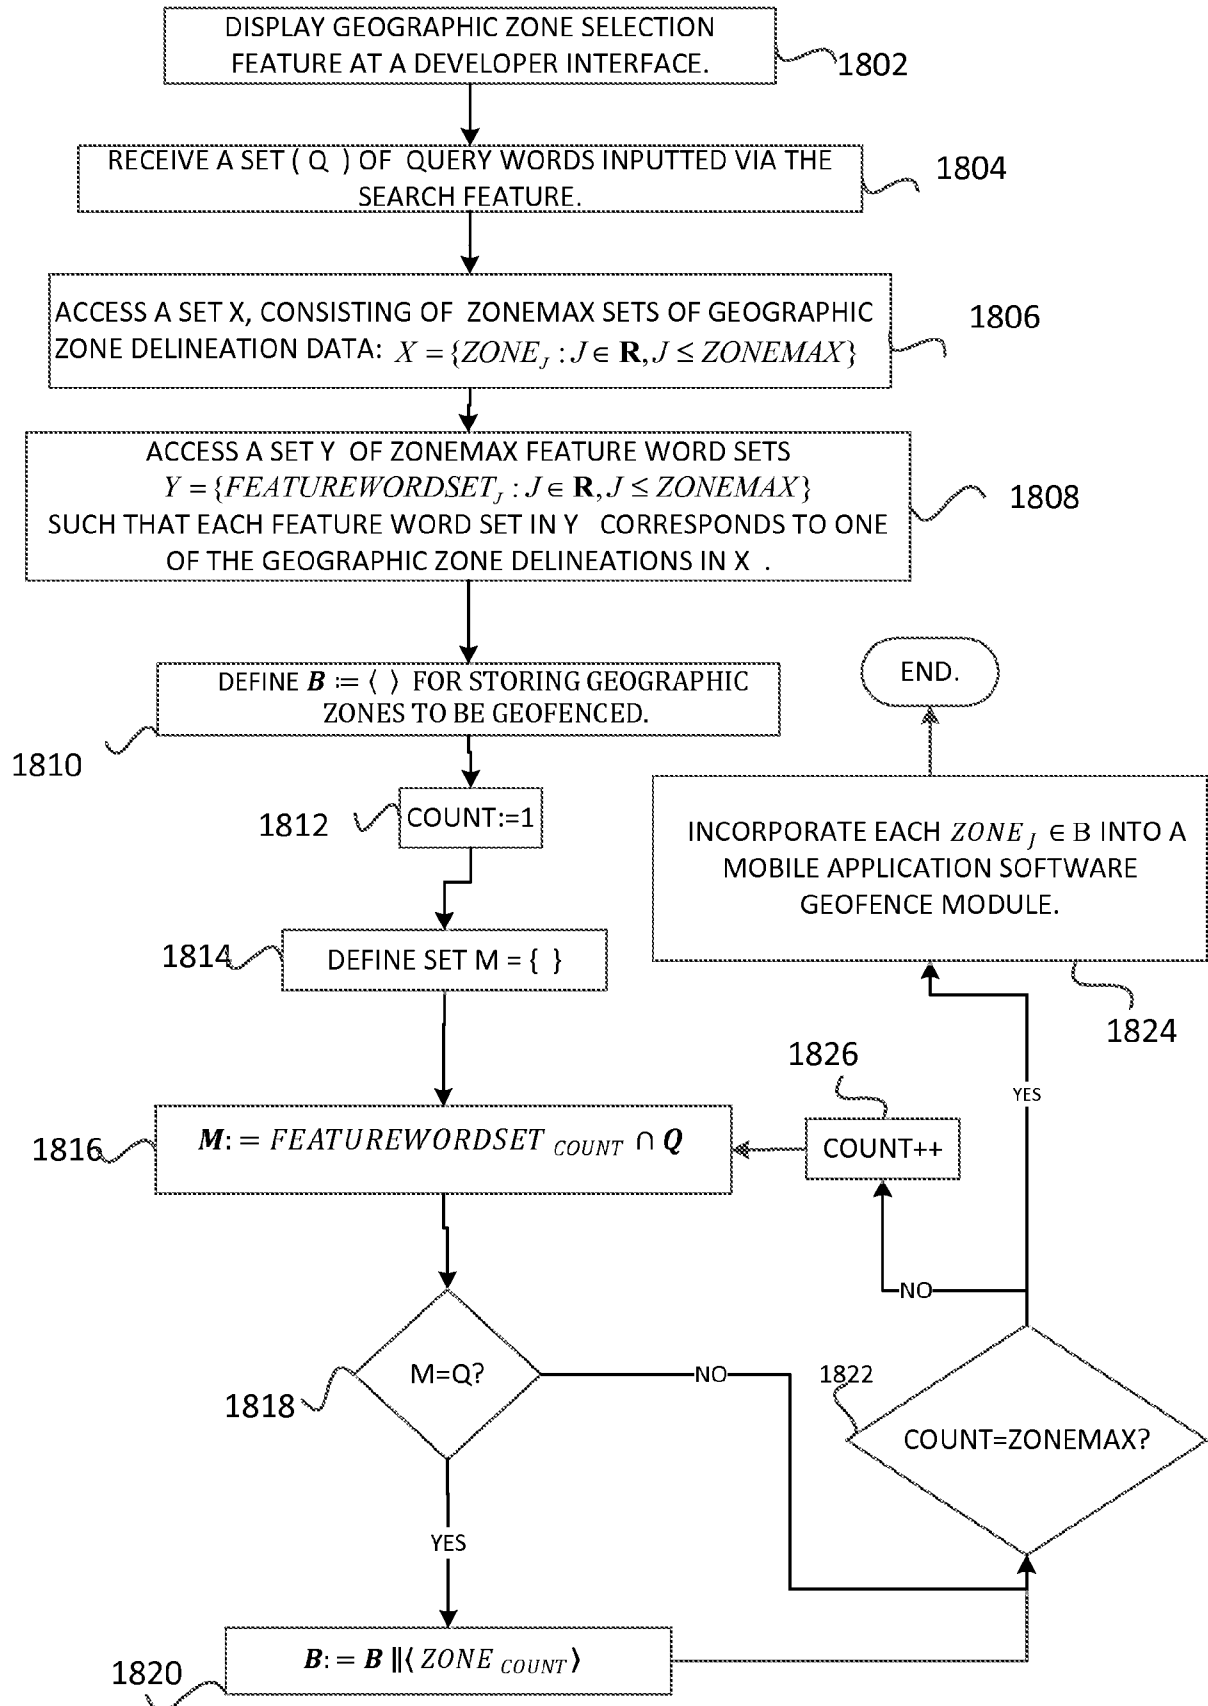 DISPLAY GEOGRAPHIC ZONE SELECTION
FEATURE AT A DEVELOPER INTERFACE.
1802
RECEIVE A SET ( Q ) OF QUERY WORDS INPUTTED VIA THE
SEARCH FEATURE.
1804
ACCESS A SET X, CONSISTING OF ZONEMAX SETS OF GEOGRAPHIC
ZONE DELINEATION DATA: X = {ZONE_J : J ∈ R, J ≤ ZONEMAX}
1806
ACCESS A SET Y OF ZONEMAX FEATURE WORD SETS
Y = {FEATUREWORDSET_J : J ∈ R, J ≤ ZONEMAX}
SUCH THAT EACH FEATURE WORD SET IN Y CORRESPONDS TO ONE
OF THE GEOGRAPHIC ZONE DELINEATIONS IN X .
1808
DEFINE B := ⟨ ⟩ FOR STORING GEOGRAPHIC
ZONES TO BE GEOFENCED.
1810
END.
COUNT:=1
1812
INCORPORATE EACH ZONE_J ∈ B INTO A
MOBILE APPLICATION SOFTWARE
GEOFENCE MODULE.
1824
1814
DEFINE SET M = { }
1826
YES
1816
M: = FEATUREWORDSET_COUNT ∩ Q
COUNT++
NO
M=Q?
1818
NO
1822
COUNT=ZONEMAX?
YES
B: = B ∥⟨ ZONE_COUNT⟩
1820